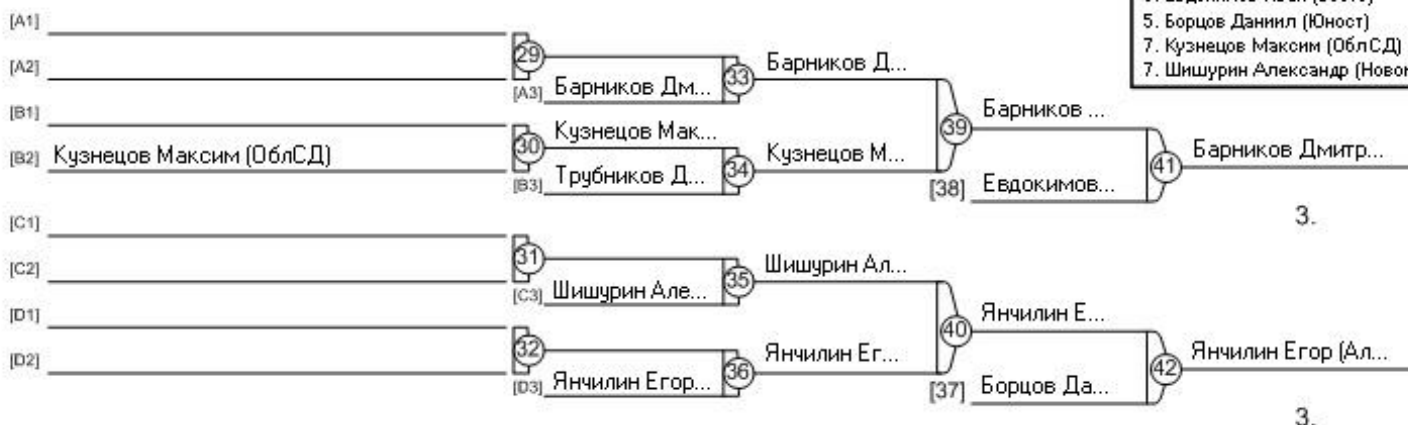 5. Борцов Даниил (Юност)
7. Кузнецов Максим (ОблСД)
7. Шишурин Александр
[A1]
[A2]
29
[A3] Барников Дм...
33
Барников Д...
[B1]
[B2] Кузнецов Максим (ОблСД)
30
Кузнецов Мак...
[B3] Трубников Д...
34
Кузнецов М...
39
Барников ...
[38] Евдокимов...
41
Барников Дмитр...
3.
[C1]
[C2]
31
[C3] Шишурин Але...
35
Шишурин Ал...
[D1]
[D2]
32
[D3] Янчилин Егор...
36
Янчилин Ег...
40
Янчилин Е...
[37] Борцов Да...
42
Янчилин Егор (Ал...
3.